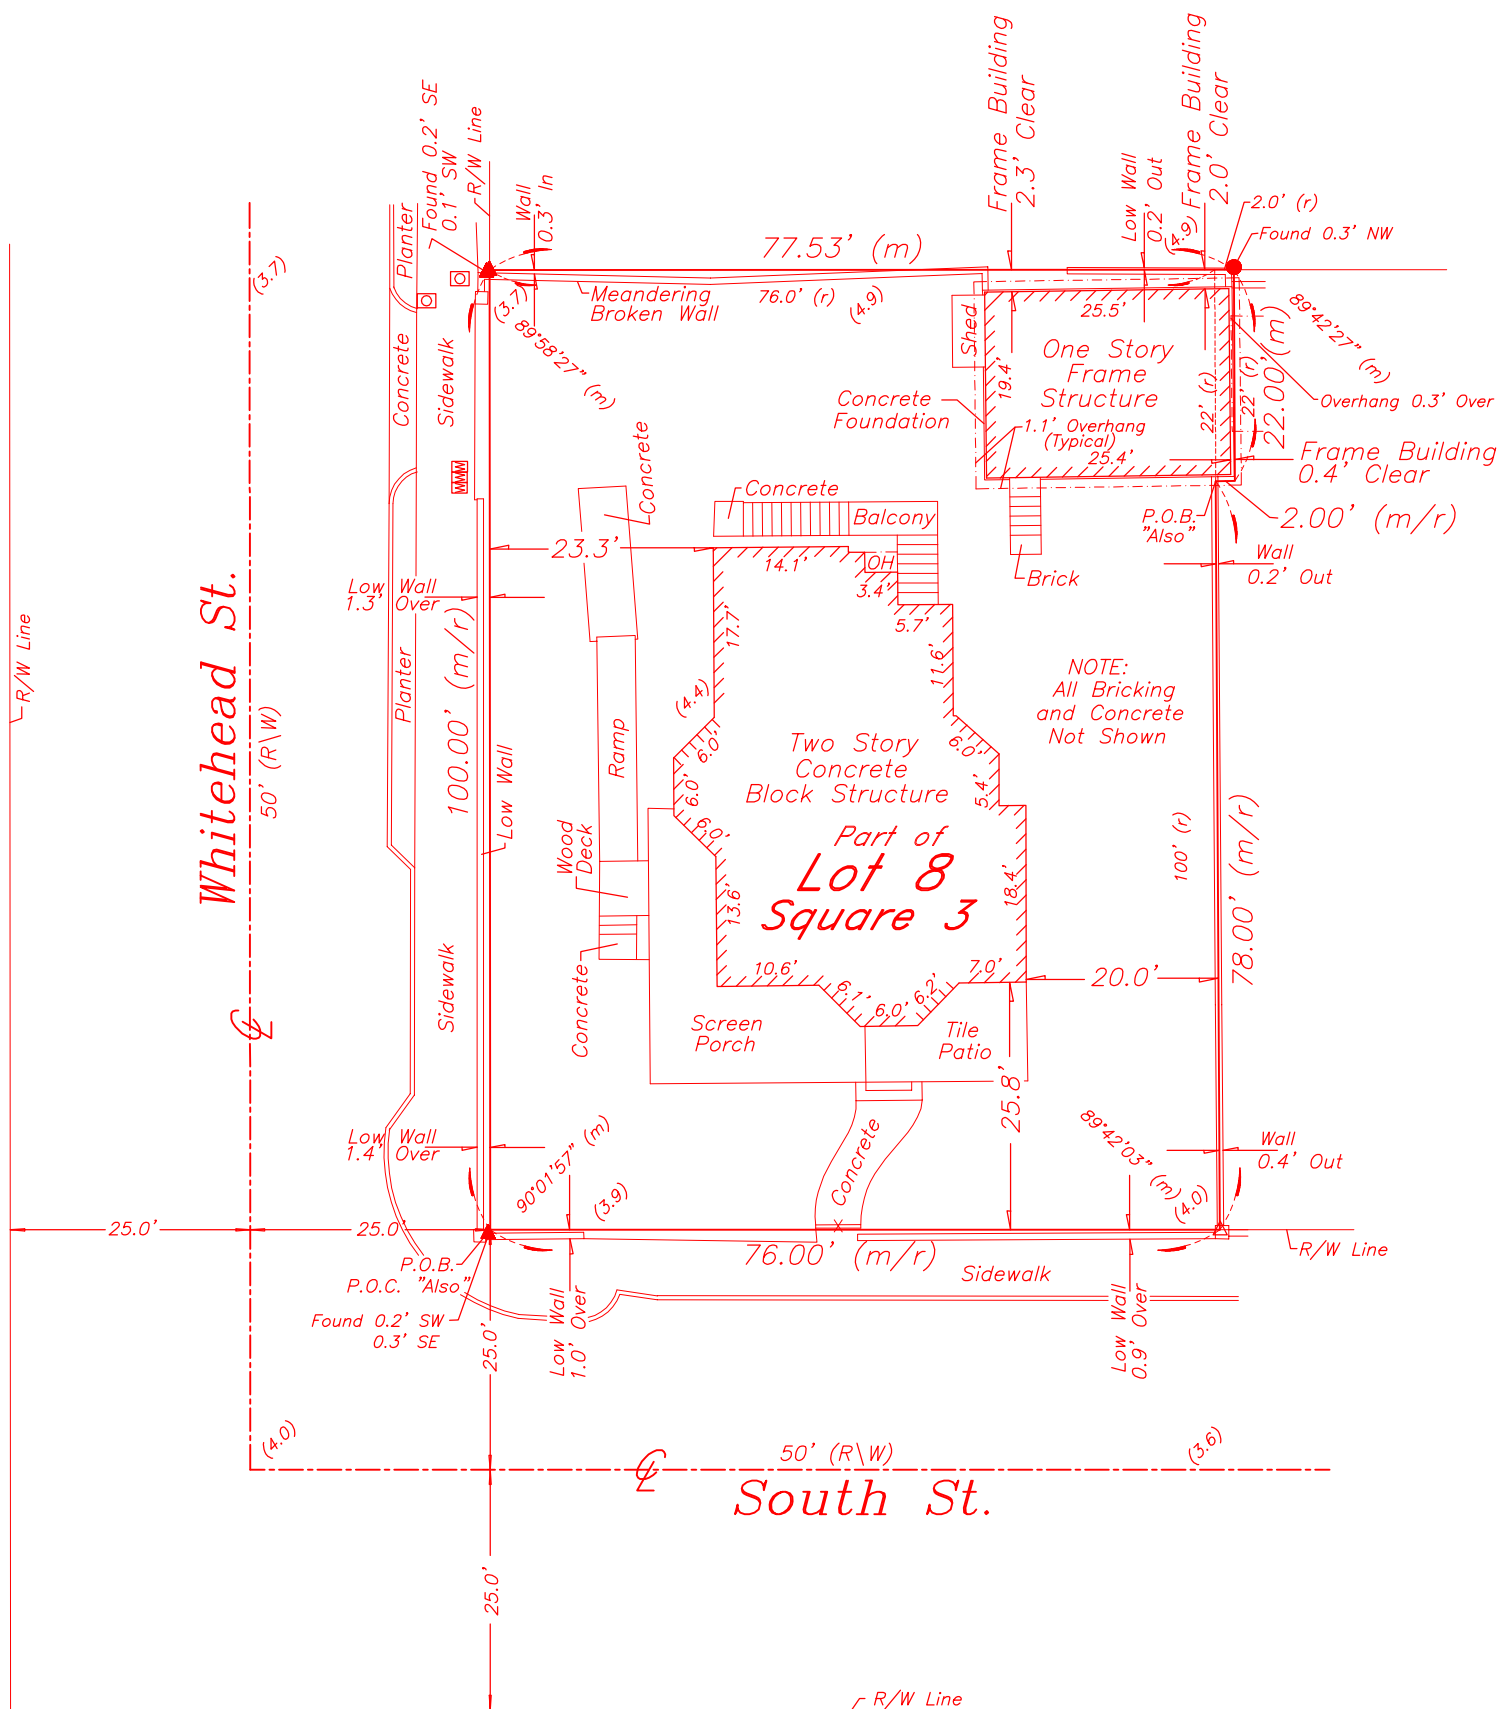 Frame Building
2.3' Clear
Frame Building
2.0' Clear
Found 0.2' SE
0.1' SW
R/W Line
Planter
Wall
0.3' In
Low Wall
0.2' Out
(4.9)
2.0' (r)
Found 0.3' NW
77.53' (m)
(3.7)
Meandering
Broken Wall
76.0' (r)
(4.9)
(3.7)
89°58'27" (m)
25.5'
89°42'27" (m)
Concrete
Sidewalk
Shed
One Story
Frame
Structure
19.4'
22' (r)
22' (r)
22.00' (m)
Overhang 0.3' Over
Concrete
Foundation
1.1' Overhang
(Typical)
25.4'
Frame Building
0.4' Clear
Concrete
Concrete
Balcony
P.O.B.
"Also"
2.00' (m/r)
23.3'
14.1'
OH
3.4'
5.7'
Brick
Wall
0.2' Out
Low Wall
1.3' Over
R/W Line
Whitehead St.
50' (R\W)
Planter
100.00' (m/r)
Low Wall
17.7'
11.6'
(4.4)
6.0'
6.0'
6.0'
6.0'
5.4'
NOTE:
All Bricking
and Concrete
Not Shown
Ramp
Two Story
Concrete
Block Structure
Part of
Lot 8
Square 3
Wood
Deck
13.6'
18.4'
100' (r)
78.00' (m/r)
Sidewalk
Concrete
10.6'
6.1'
6.0'
6.2'
7.0'
20.0'
Screen
Porch
Tile
Patio
25.8'
CL
Low Wall
1.4' Over
90°01'57" (m)
(3.9)
Concrete
89°42'03" (m)
(4.0)
Wall
0.4' Out
25.0'
25.0'
P.O.B.
P.O.C. "Also"
76.00' (m/r)
Sidewalk
R/W Line
Found 0.2' SW
0.3' SE
25.0'
Low Wall
1.0' Over
Low Wall
0.9' Over
(4.0)
CL
50' (R\W)
(3.6)
South St.
25.0'
R/W Line